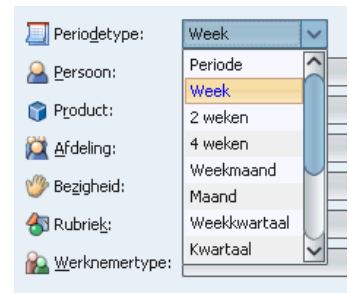 Periodetype: Week
Persoon: Periode
Week
Product: 2 weken
Afdeling: 4 weken
Weekmaand
Bezigheid: Maand
Rubriek: Weekkwartaal
Kwartaal
Werknemertype: